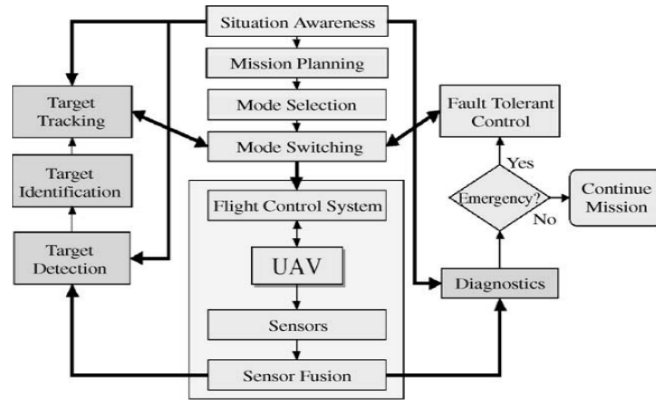 Situation Awareness
Mission Planning
Mode Selection
Mode Switching
Flight Control System
UAV
Sensors
Sensor Fusion
Target
Tracking
Target
Identification
Target
Detection
Fault Tolerant
Control
Yes
Emergency?
No
Continue
Mission
Diagnostics